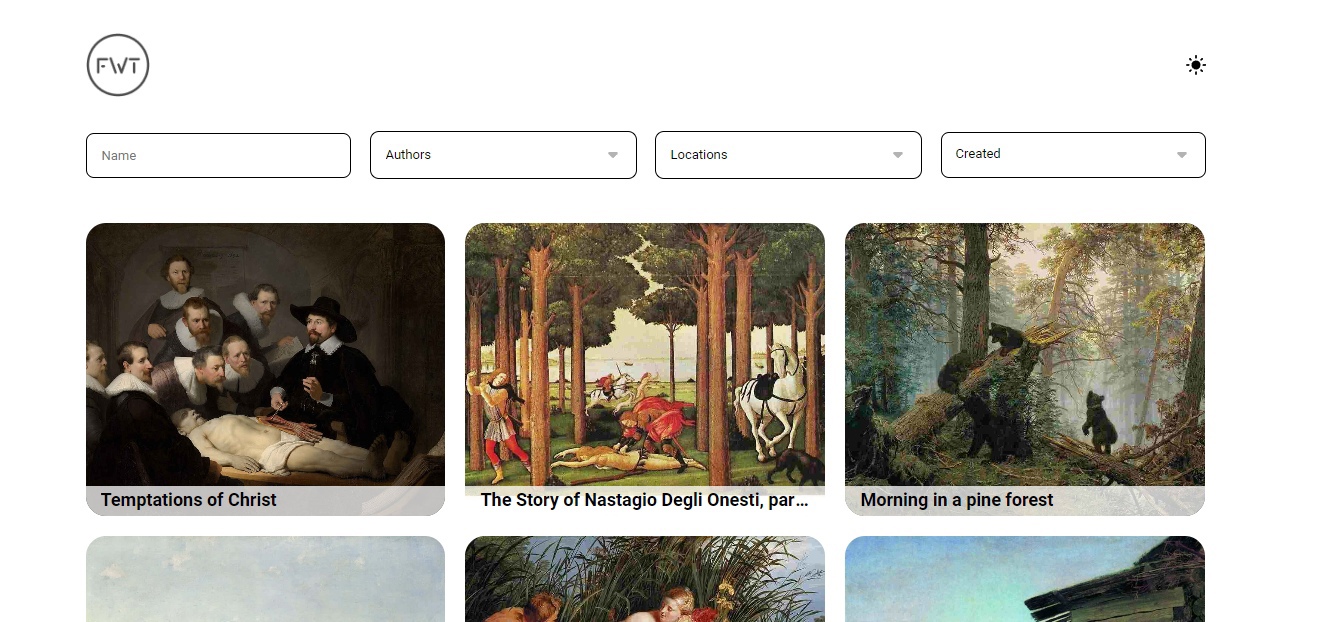 FWT
Name
Authors
Locations
Created
Temptations of Christ
The Story of Nastagio Degli Onesti, par...
Morning in a pine forest